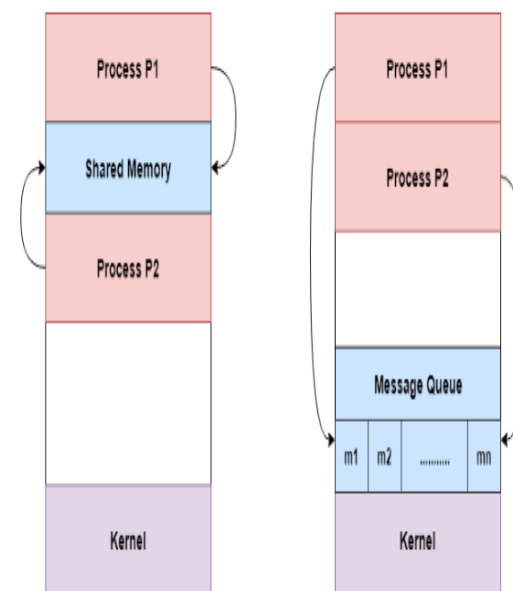 Process P1
Shared Memory
Process P2
Kernel
Process P1
Process P2
Message Queue
m1 m2 .......... mn
Kernel